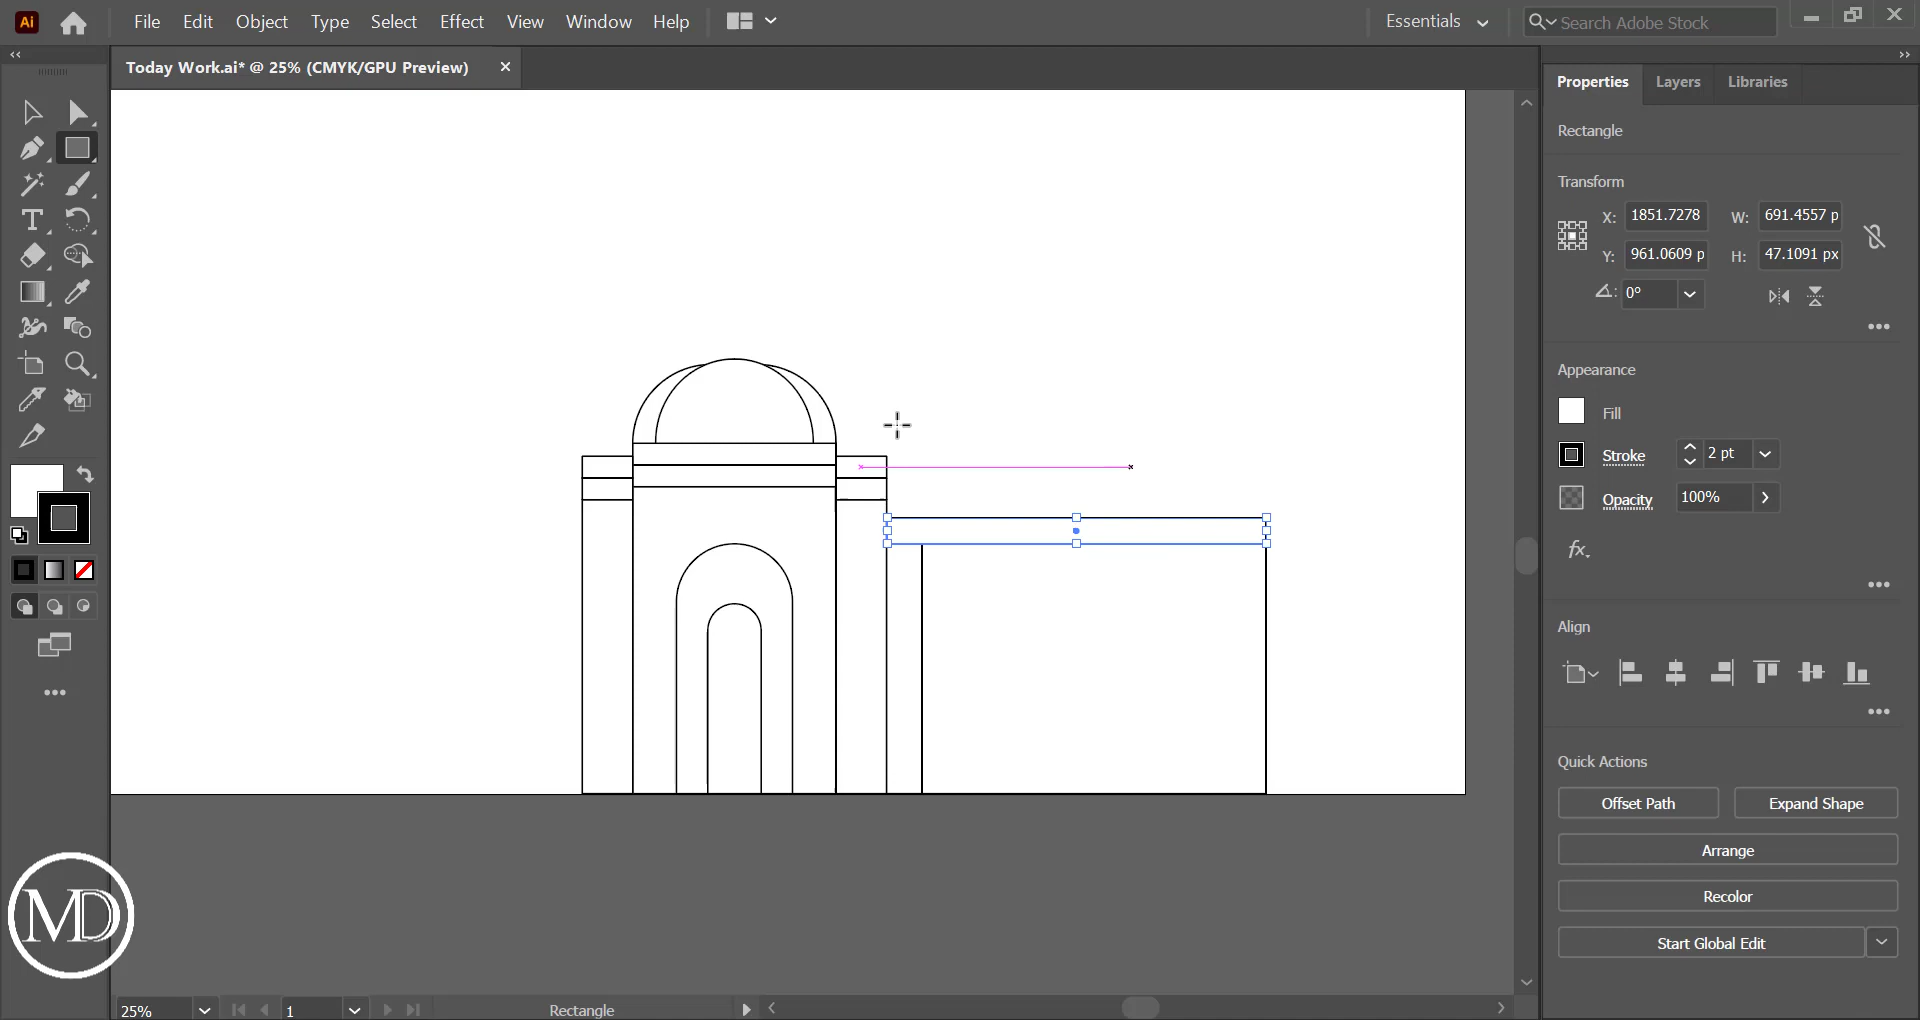 Ai File Edit Object Type Select Effect View Window Help Essentials Search Adobe Stock
Today Work.ai* @ 25% (CMYK/GPU Preview)
Properties Layers Libraries
Rectangle
Transform
X: 1851.7278 W: 691.4557 p
Y: 961.0609 p H: 47.1091 px
0°
Appearance
Fill
Stroke 2 pt
Opacity 100%
fx.
Align
Quick Actions
Offset Path Expand Shape
Arrange
Recolor
Start Global Edit
MD
25% 1 Rectangle